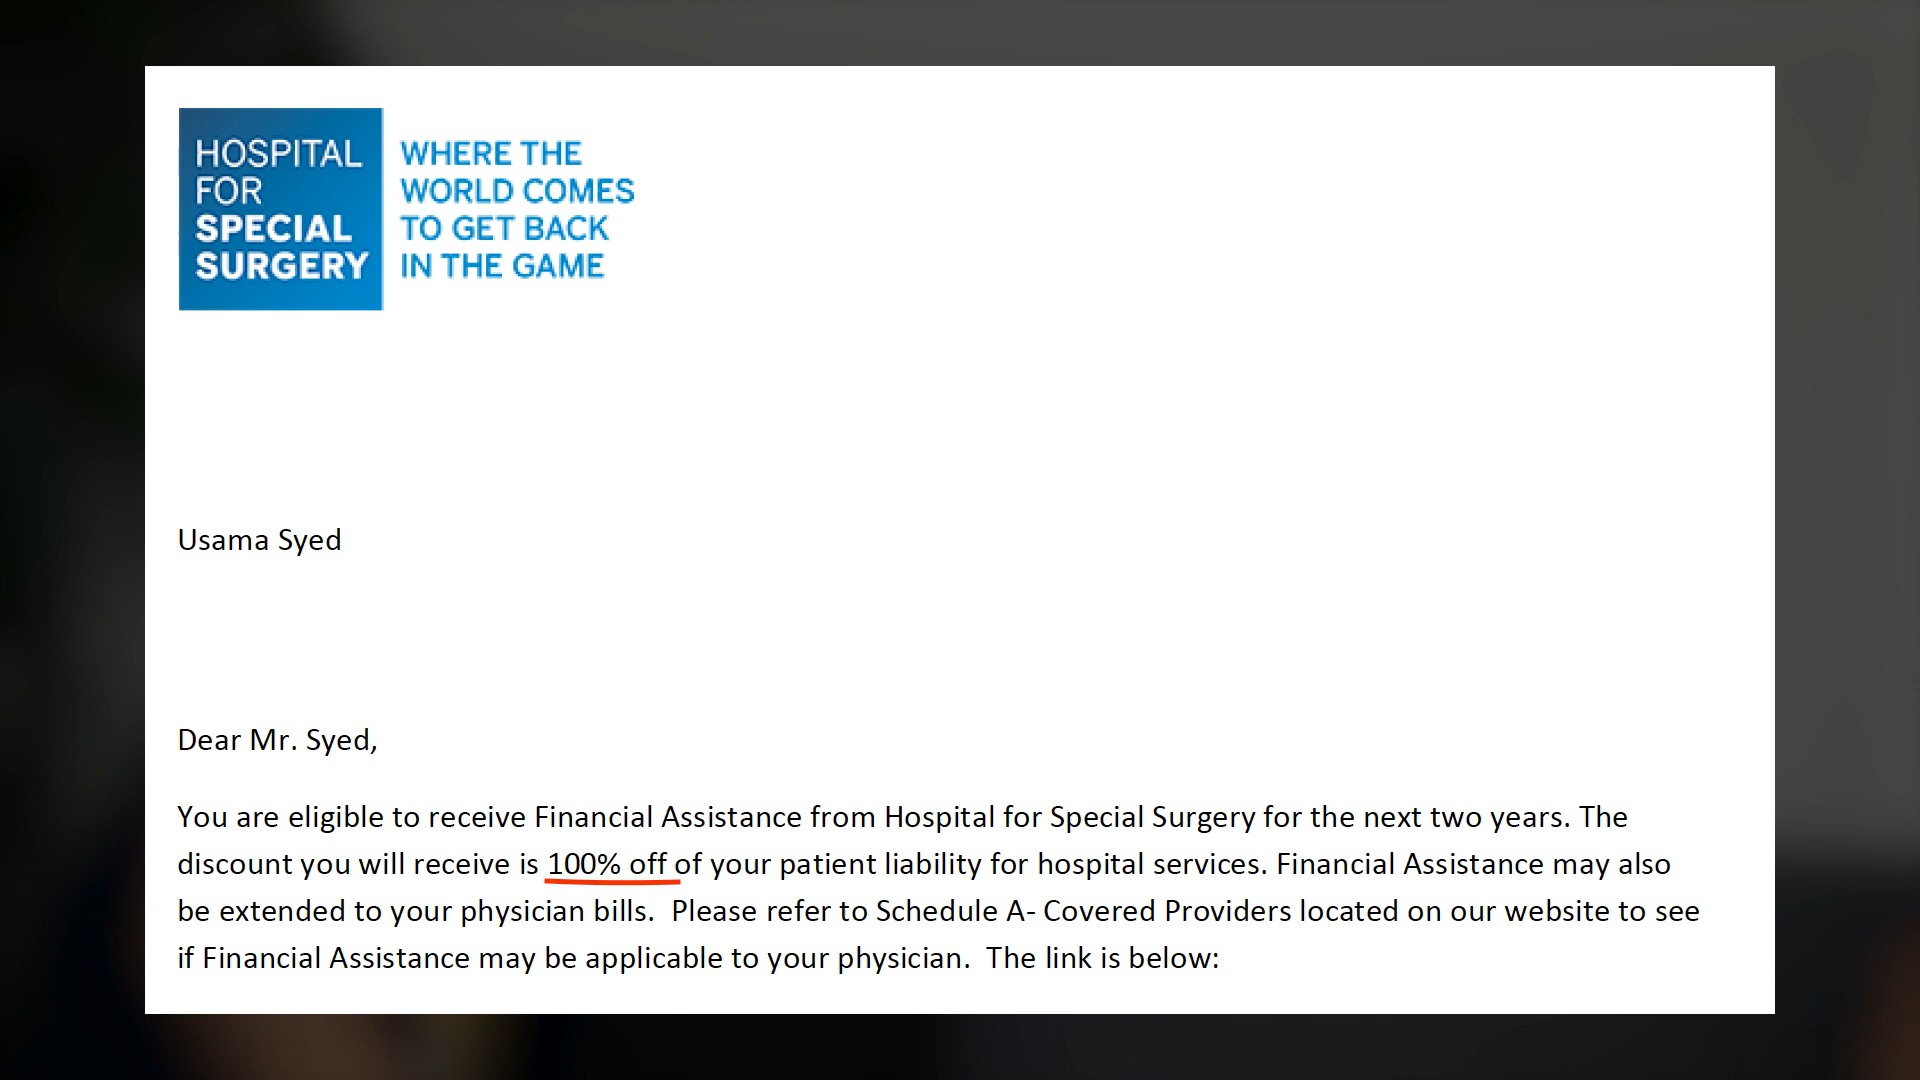 HOSPITAL
FOR
SPECIAL
SURGERY
WHERE THE
WORLD COMES
TO GET BACK
IN THE GAME
Usama Syed
Dear Mr. Syed,
You are eligible to receive Financial Assistance from Hospital for Special Surgery for the next two years. The
discount you will receive is 100% off of your patient liability for hospital services. Financial Assistance may also
be extended to your physician bills.  Please refer to Schedule A- Covered Providers located on our website to see
if Financial Assistance may be applicable to your physician.  The link is below: